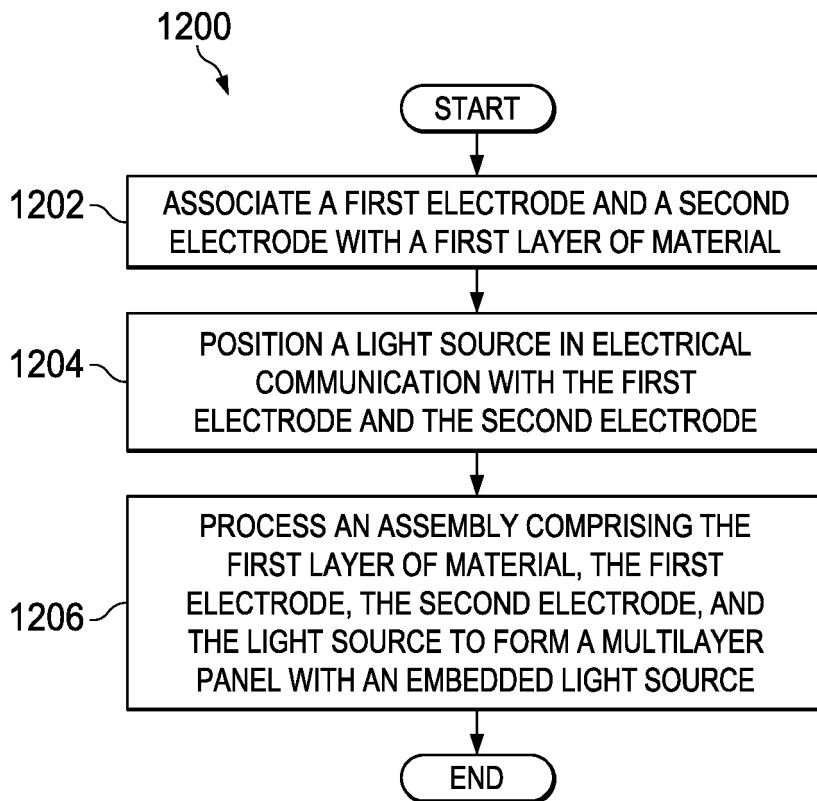 1200
START
1202
ASSOCIATE A FIRST ELECTRODE AND A SECOND
ELECTRODE WITH A FIRST LAYER OF MATERIAL
1204
POSITION A LIGHT SOURCE IN ELECTRICAL
COMMUNICATION WITH THE FIRST
ELECTRODE AND THE SECOND ELECTRODE
1206
PROCESS AN ASSEMBLY COMPRISING THE
FIRST LAYER OF MATERIAL, THE FIRST
ELECTRODE, THE SECOND ELECTRODE, AND
THE LIGHT SOURCE TO FORM A MULTILAYER
PANEL WITH AN EMBEDDED LIGHT SOURCE
END